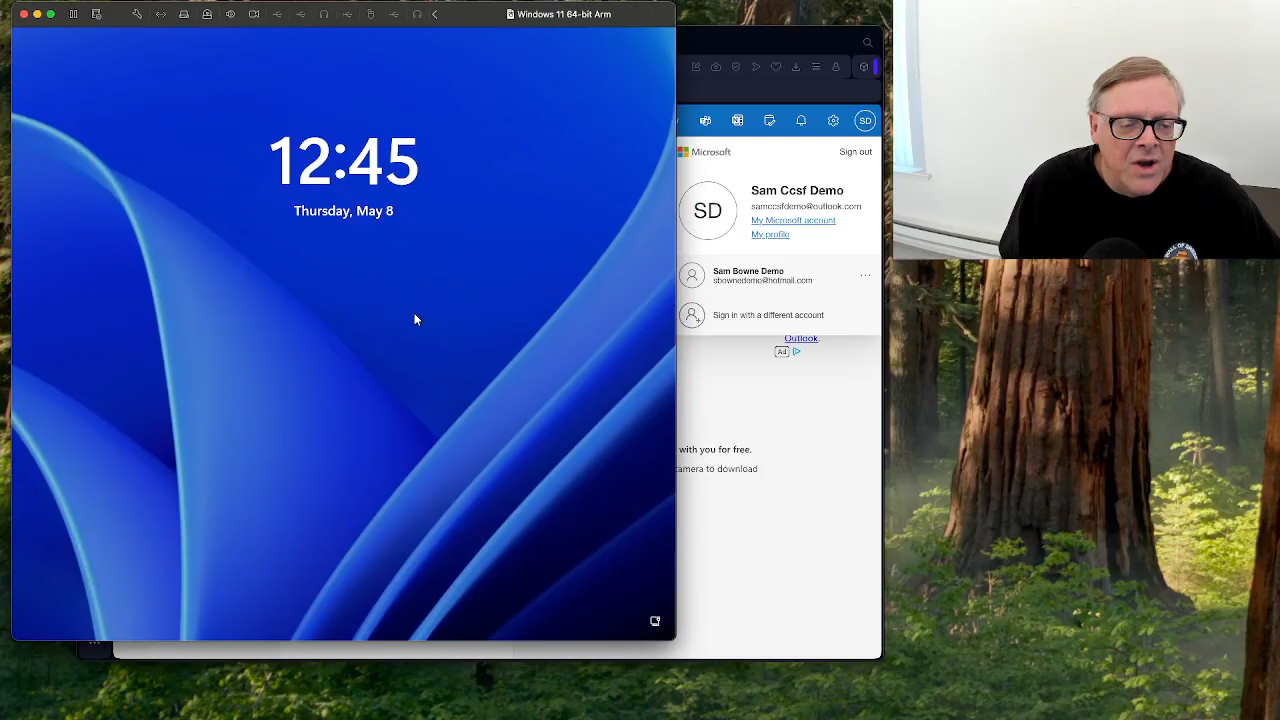 Windows 11 64-bit Arm
12:45
Thursday, May 8
SD
Microsoft
Sign out
SD
Sam Ccsf Demo
samccsfdemo@outlook.com
My Microsoft account
My profile
Sam Bowne Demo
sbownedemo@hotmail.com
Sign in with a different account
Outlook.
Ad
with you for free.
camera to download